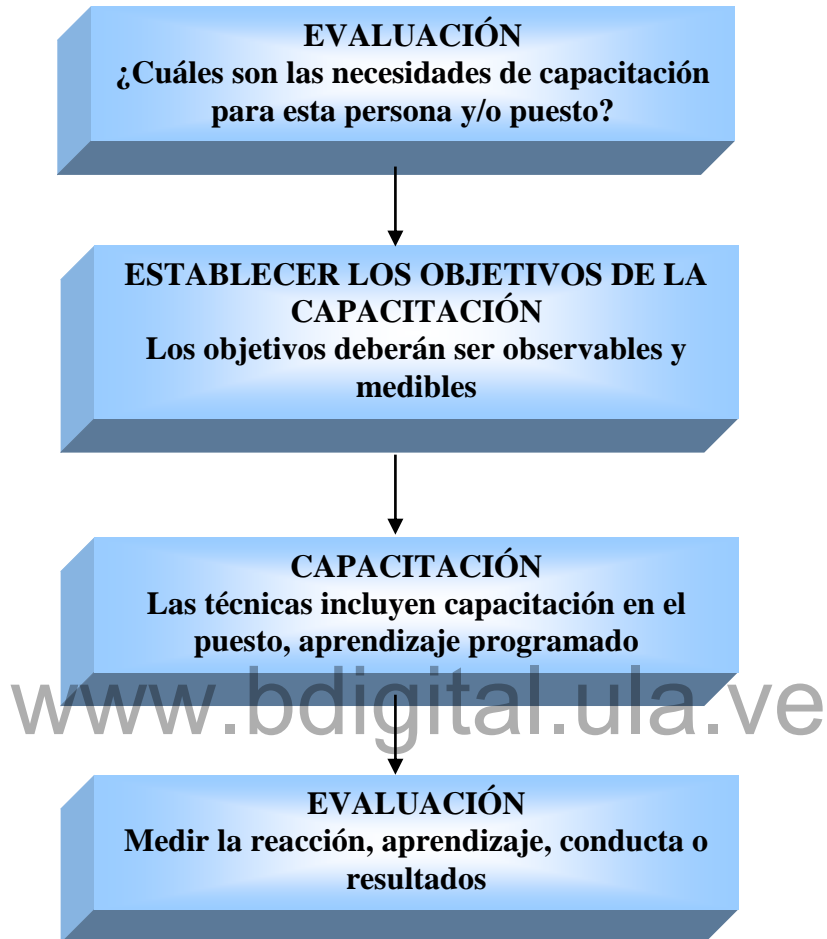 EVALUACIÓN
¿Cuáles son las necesidades de capacitación
para esta persona y/o puesto?
ESTABLECER LOS OBJETIVOS DE LA
CAPACITACIÓN
Los objetivos deberán ser observables y
medibles
CAPACITACIÓN
Las técnicas incluyen capacitación en el
puesto, aprendizaje programado
www.bdigital.ula.ve
EVALUACIÓN
Medir la reacción, aprendizaje, conducta o
resultados